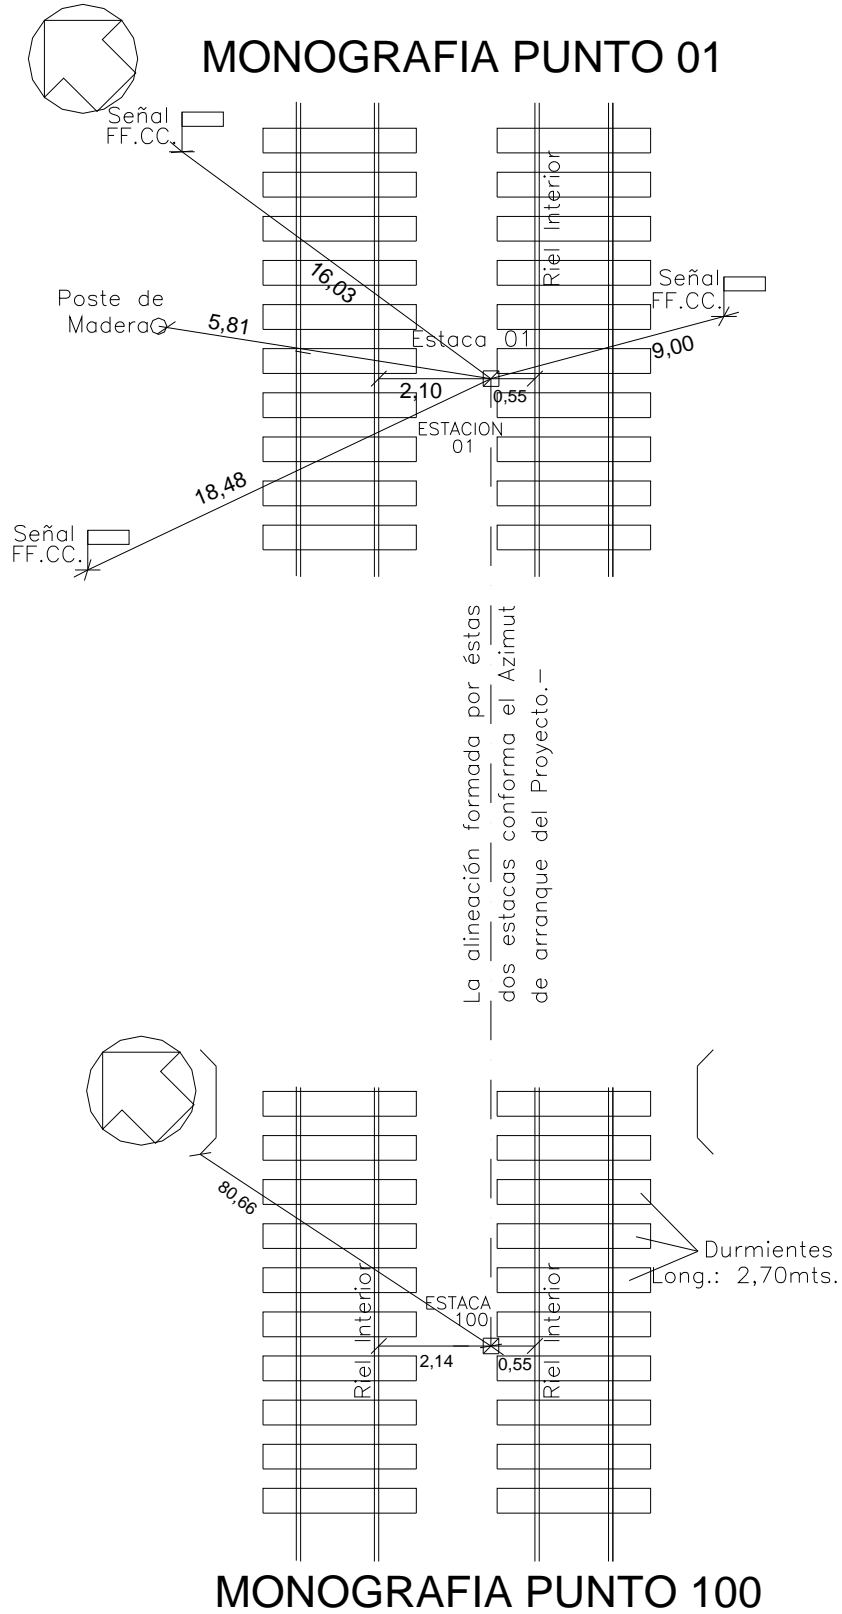 MONOGRAFIA PUNTO 01
Señal
FF.CC.
Riel Interior
16,03
Señal
FF.CC.
Poste de
Madera
5,81
Estaca 01
9,00
2,10
0,55
ESTACION
01
18,48
Señal
FF.CC.
La alineación formada por éstas
dos estacas conforma el Azimut
de arranque del Proyecto.-
80,66
Durmientes
Long.: 2,70mts.
Riel Interior
ESTACA
100
Riel Interior
2,14
0,55
MONOGRAFIA PUNTO 100